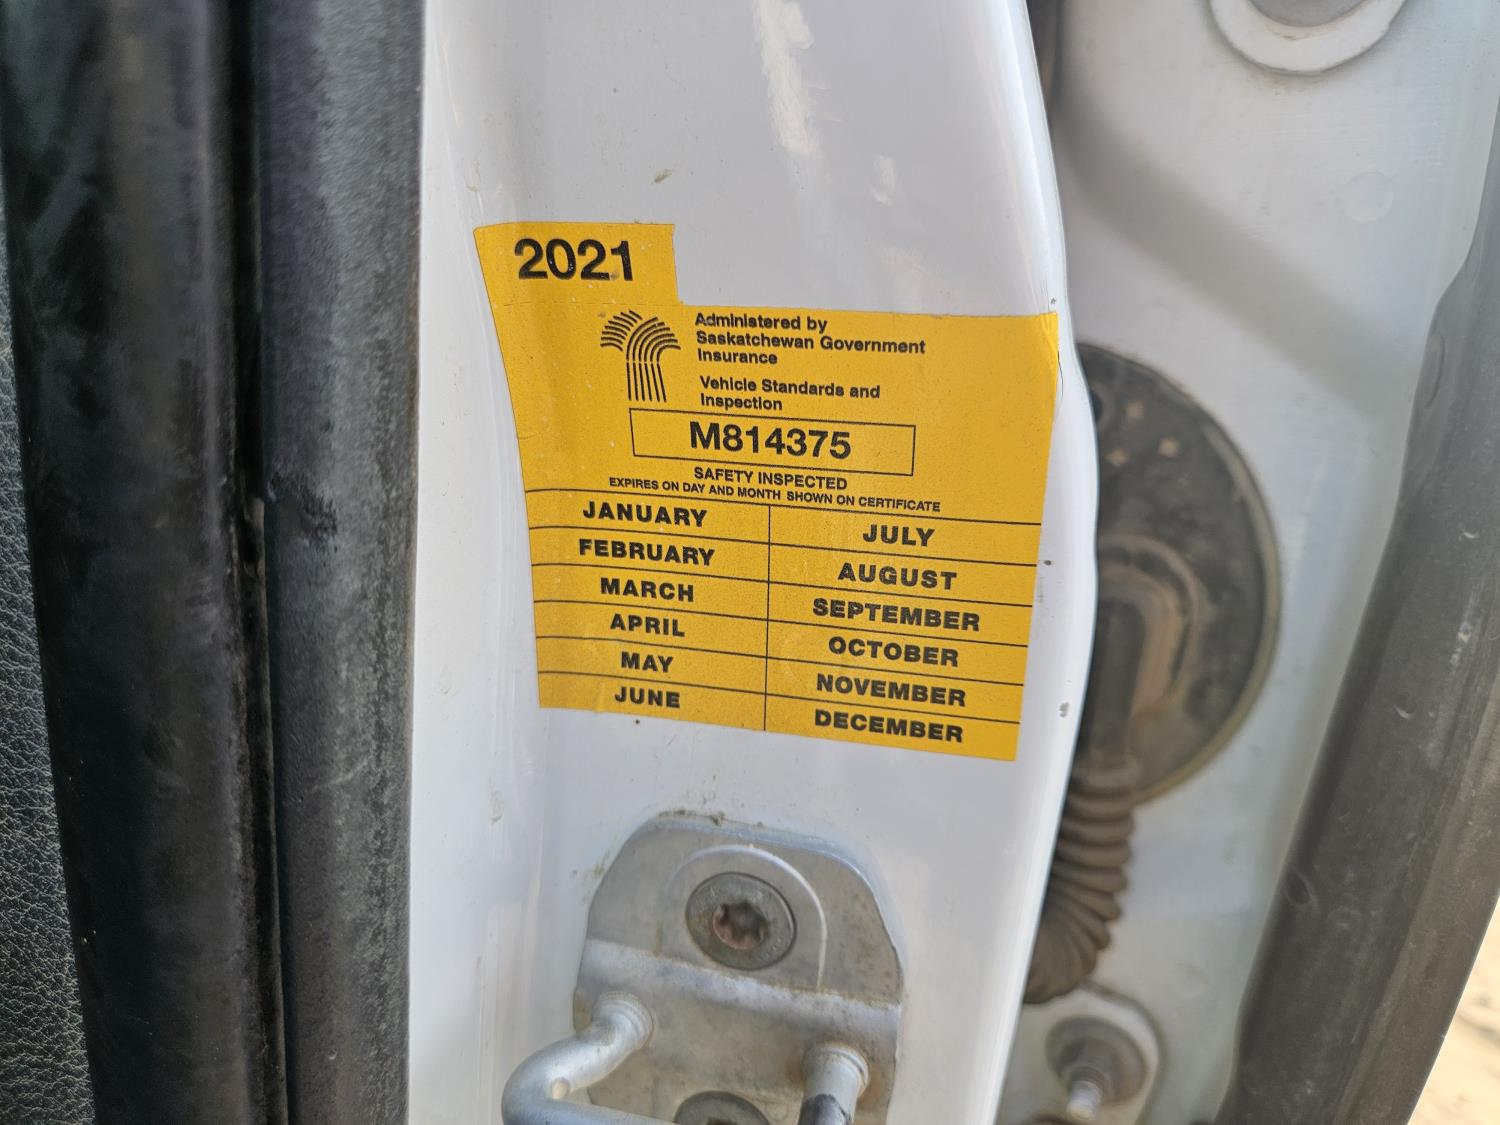 2021
Administered by
Saskatchewan Government
Insurance
Vehicle Standards and
Inspection
M814375
SAFETY INSPECTED
EXPIRES ON DAY AND MONTH SHOWN ON CERTIFICATE
JANUARY JULY
FEBRUARY AUGUST
MARCH SEPTEMBER
APRIL OCTOBER
MAY NOVEMBER
JUNE DECEMBER